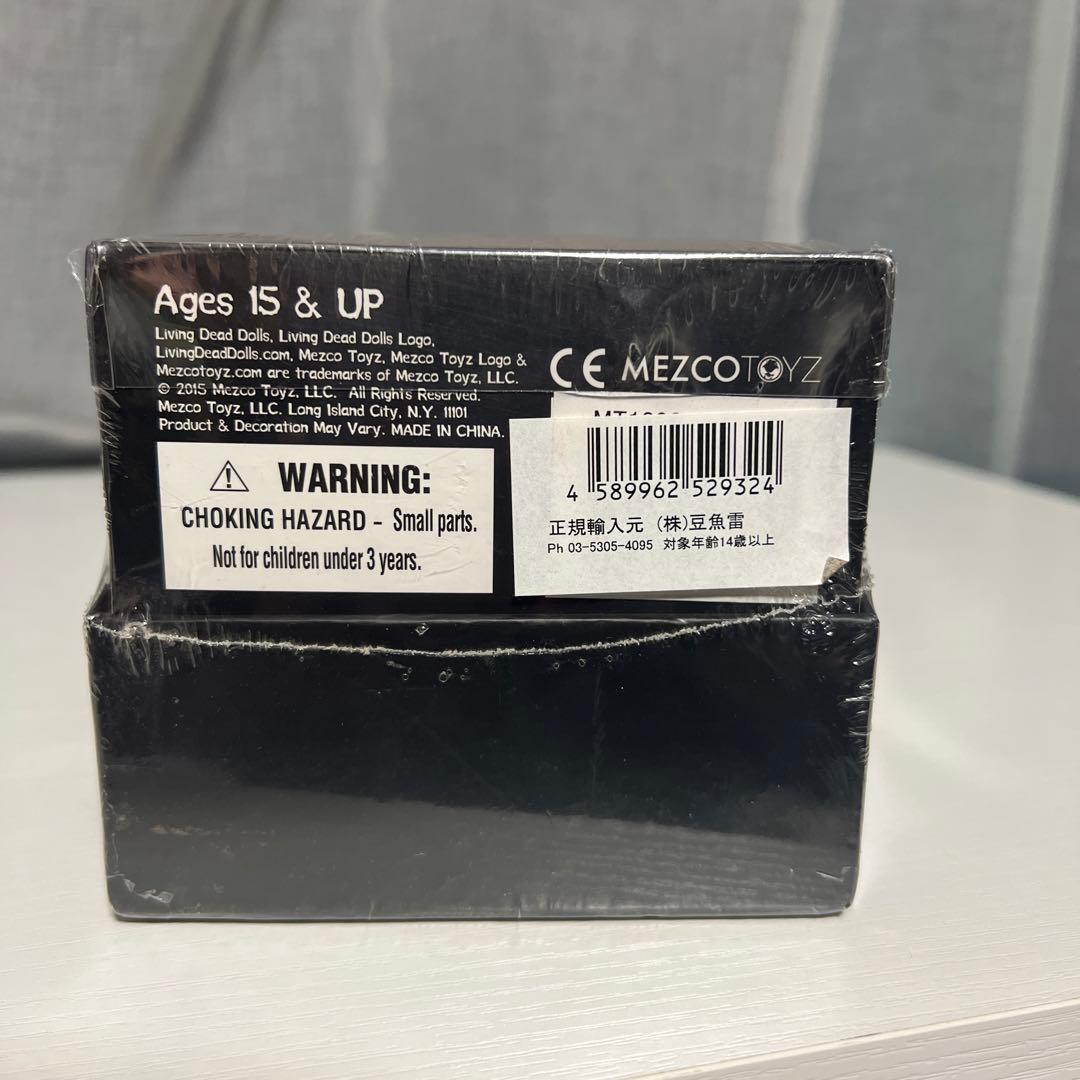 Ages 15 & UP
Living Dead Dolls, Living Dead Dolls Logo,
LivingDeadDolls.com, Mezco Toyz, Mezco Toyz Logo &
Mezcotoyz.com are trademarks of Mezco Toyz, LLC.
© 2015 Mezco Toyz, LLC. All Rights Reserved.
Mezco Toyz, LLC. Long Island City, N.Y. 11101
Product & Decoration May Vary. MADE IN CHINA.
CE MEZCOTOYZ
WARNING:
CHOKING HAZARD - Small parts.
Not for children under 3 years.
4 589962 529324
正規輸入元 (株)豆魚雷
Ph 03-5305-4095 対象年齢14歳以上